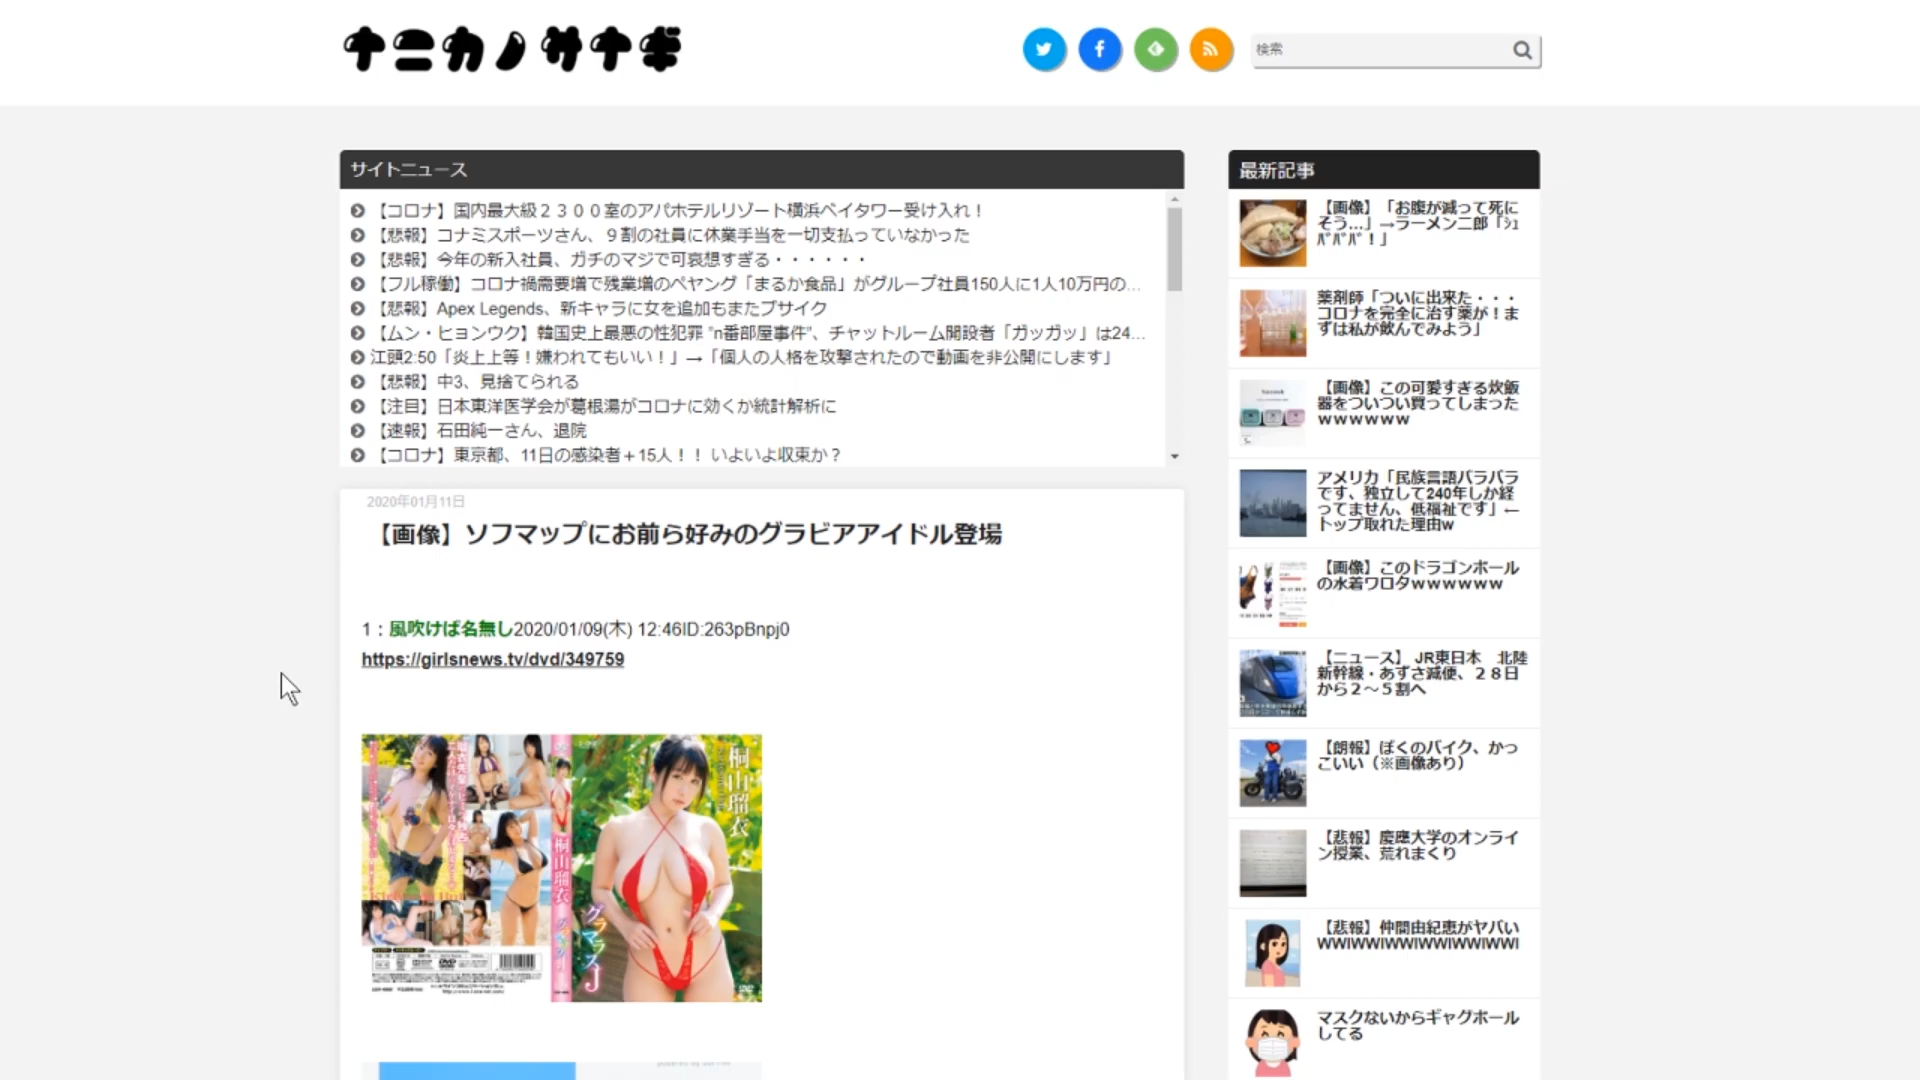 ナニカノサナギ
検索
サイトニュース
【コロナ】国内最大級２３００室のアパホテルリゾート横浜ベイタワー受け入れ！
【悲報】コナミスポーツさん、９割の社員に休業手当を一切支払っていなかった
【悲報】今年の新入社員、ガチのマジで可哀想すぎる・・・・・・
【フル稼働】コロナ禍需要増で残業増のペヤング「まるか食品」がグループ社員150人に1人10万円の...
【悲報】Apex Legends、新キャラに女を追加もまたブサイク
【ムン・ヒョンウク】韓国史上最悪の性犯罪 "n番部屋事件"、チャットルーム開設者「ガッガッ」は24...
江頭2:50「炎上上等！嫌われてもいい！」→「個人の人格を攻撃されたので動画を非公開にします」
【悲報】中3、見捨てられる
【注目】日本東洋医学会が葛根湯がコロナに効くか統計解析に
【速報】石田純一さん、退院
【コロナ】東京都、11日の感染者＋15人！！ いよいよ収束か？
2020年01月11日
【画像】ソフマップにお前ら好みのグラビアアイドル登場
1：風吹けば名無し2020/01/09(木) 12:46ID:263pBnpj0
https://girlsnews.tv/dvd/349759
桐山瑠衣
グラマラスJ
桐山瑠衣
DVD
最新記事
【画像】「お腹が減って死に
そう...」→ラーメン二郎「ｼｭ
ﾊﾟﾊﾟﾊﾟ！」
薬剤師「ついに出来た・・・
コロナを完全に治す薬が！ま
ずは私が飲んでみよう」
【画像】この可愛すぎる炊飯
器をついつい買ってしまった
ｗｗｗｗｗｗ
アメリカ「民族言語バラバラ
です、独立して240年しか経
ってません、低福祉です」←
トップ取れた理由w
【画像】このドラゴンボール
の水着ワロタｗｗｗｗｗｗ
【ニュース】 JR東日本　北陸
新幹線・あずさ減便、２８日
から２～５割へ
【朗報】ぼくのバイク、かっ
こいい（※画像あり）
【悲報】慶應大学のオンライ
ン授業、荒れまくり
【悲報】仲間由紀恵がヤバい
WWIWWIWWIWWIWWIWWI
マスクないからギャグボール
してる